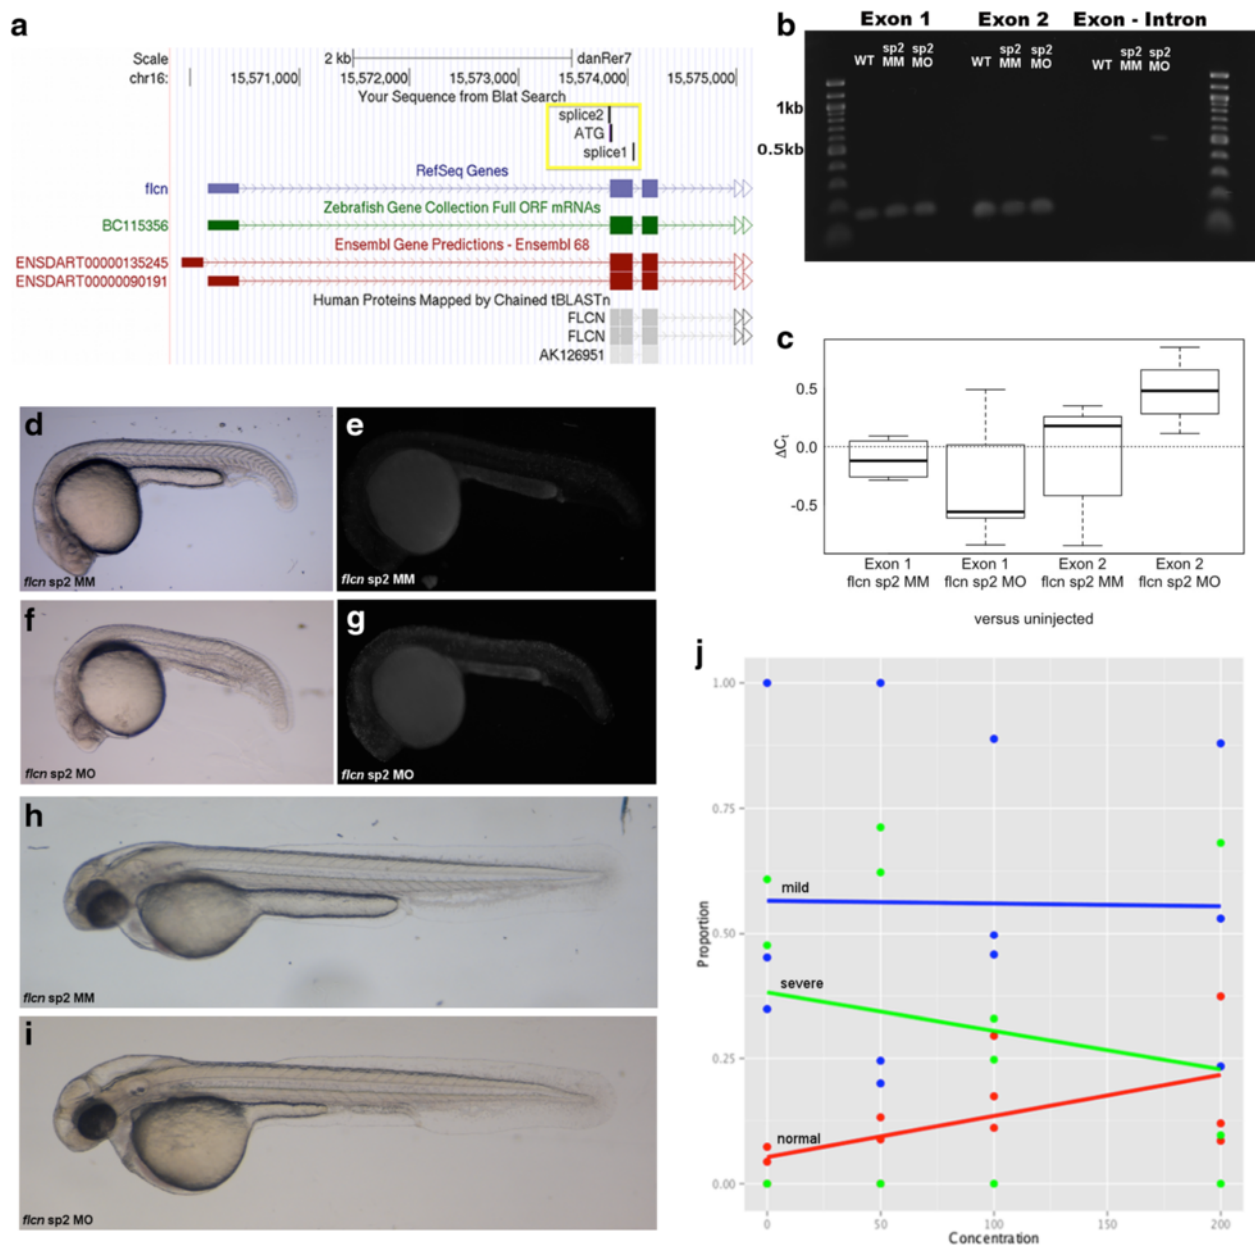 a
Scale
2 kb
danRer7
chr16:
15,571,000
15,572,000
15,573,000
15,574,000
15,575,000
Your Sequence from Blat Search
splice2
ATG
splice1
RefSeq Genes
flcn
Zebrafish Gene Collection Full ORF mRNAs
BC115356
Ensembl Gene Predictions - Ensembl 68
ENSDART00000135245
ENSDART00000090191
Human Proteins Mapped by Chained tBLASTn
FLCN
FLCN
AK126951
b
Exon 1 Exon 2 Exon - Intron
WT sp2 MM sp2 MO WT sp2 MM sp2 MO WT sp2 MM sp2 MO
1kb
0.5kb
c
ΔCt
0.5
0.0
-0.5
Exon 1 flcn sp2 MM
Exon 1 flcn sp2 MO
Exon 2 flcn sp2 MM
Exon 2 flcn sp2 MO
versus uninjected
d
flcn sp2 MM
e
flcn sp2 MM
f
flcn sp2 MO
g
flcn sp2 MO
h
flcn sp2 MM
i
flcn sp2 MO
j
Proportion
1.00
0.75
0.50
0.25
0.00
mild
severe
normal
0 50 100 150 200
Concentration